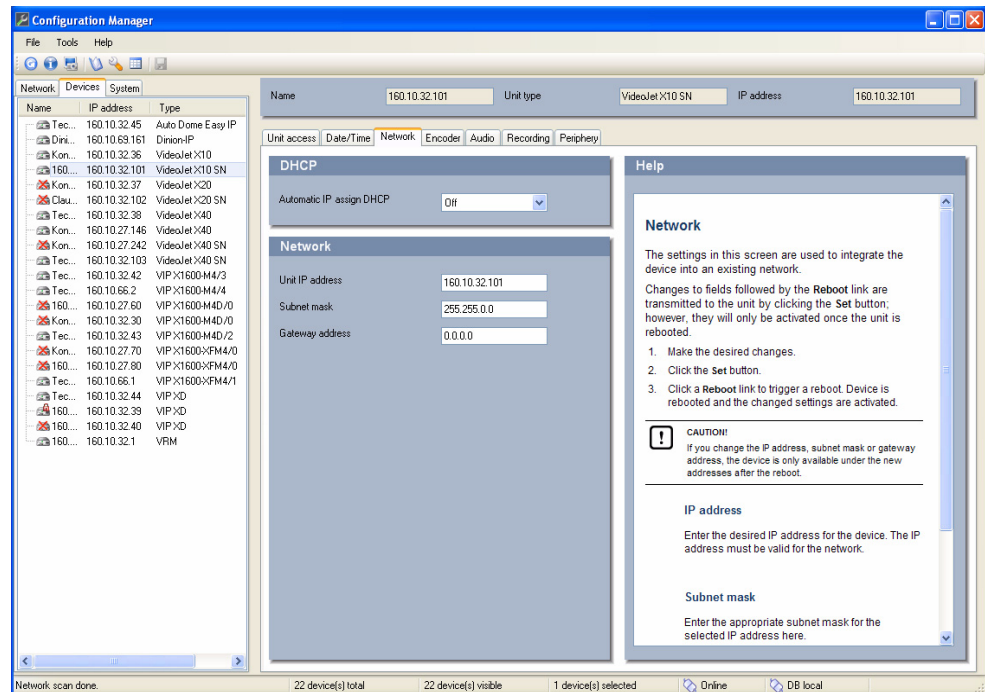 Configuration Manager
File Tools Help
Network Devices System
Name IP address Type
Tec... 160.10.32.45 Auto Dome Easy IP
Dini... 160.10.69.161 Dinion-IP
Kon... 160.10.32.36 VideoJet X10
160.... 160.10.32.101 VideoJet X10 SN
Kon... 160.10.32.37 VideoJet X20
Clau... 160.10.32.102 VideoJet X20 SN
Tec... 160.10.32.38 VideoJet X40
Kon... 160.10.27.146 VideoJet X40
Kon... 160.10.27.242 VideoJet X40 SN
Tec... 160.10.32.103 VideoJet X40 SN
Tec... 160.10.32.42 VIP X1600-M4/3
Tec... 160.10.66.2 VIP X1600-M4/4
160.... 160.10.27.60 VIP X1600-M4D/0
Kon... 160.10.32.30 VIP X1600-M4D/0
Tec... 160.10.32.43 VIP X1600-M4D/2
Kon... 160.10.27.70 VIP X1600-XFM4/0
160.... 160.10.27.80 VIP X1600-XFM4/0
Tec... 160.10.66.1 VIP X1600-XFM4/1
Tec... 160.10.32.44 VIP XD
160.... 160.10.32.39 VIP XD
160.... 160.10.32.40 VIP XD
160.... 160.10.32.1 VRM
Name 160.10.32.101 Unit type VideoJet X10 SN IP address 160.10.32.101
Unit access Date/Time Network Encoder Audio Recording Periphery
DHCP
Automatic IP assign DHCP Off
Network
Unit IP address 160.10.32.101
Subnet mask 255.255.0.0
Gateway address 0.0.0.0
Help
Network
The settings in this screen are used to integrate the
device into an existing network.
Changes to fields followed by the Reboot link are
transmitted to the unit by clicking the Set button;
however, they will only be activated once the unit is
rebooted.
1. Make the desired changes.
2. Click the Set button.
3. Click a Reboot link to trigger a reboot. Device is
rebooted and the changed settings are activated.
CAUTION!
If you change the IP address, subnet mask or gateway
address, the device is only available under the new
addresses after the reboot.
IP address
Enter the desired IP address for the device. The IP
address must be valid for the network.
Subnet mask
Enter the appropriate subnet mask for the
selected IP address here.
Network scan done. 22 device(s) total 22 device(s) visible 1 device(s) selected Online DB local